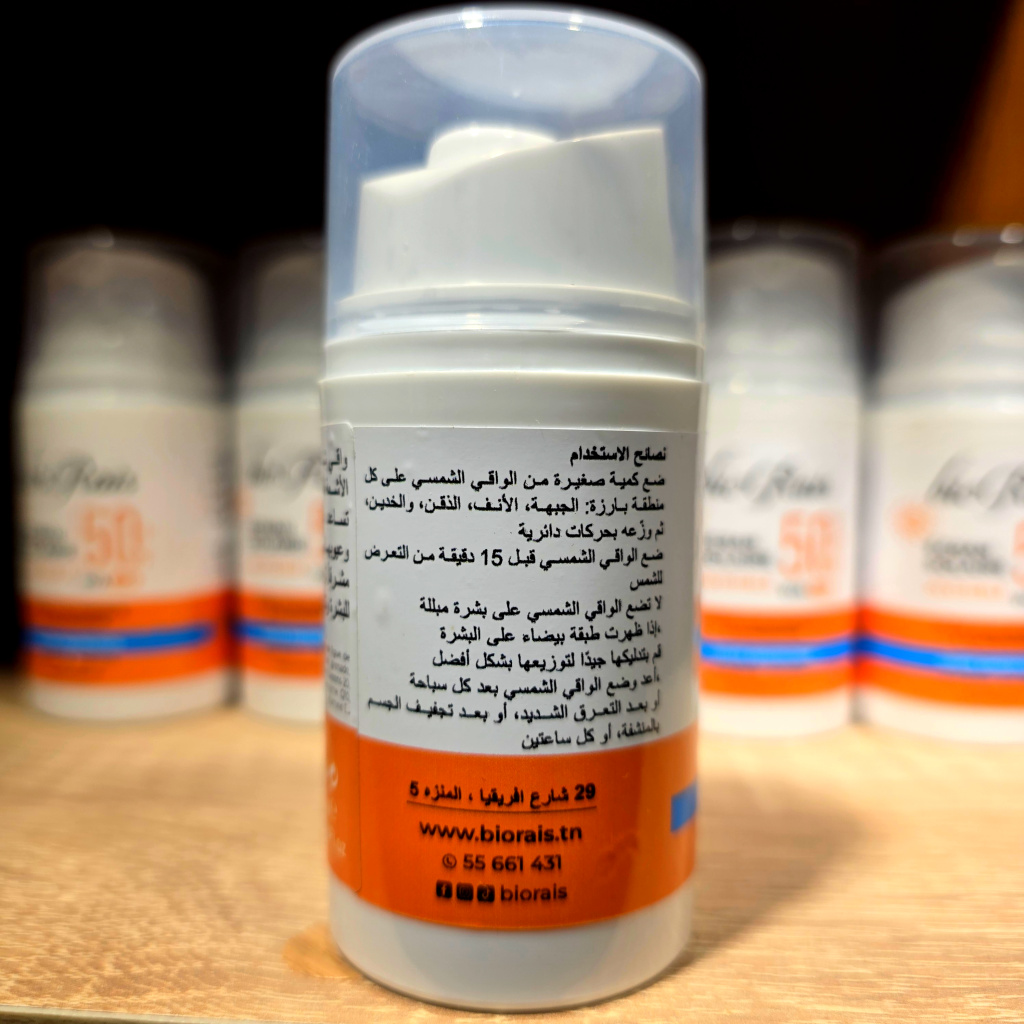 نصائح الاستخدام
ضع كمية صغيرة من الواقي الشمسي على كل
منطقة بارزة: الجبهة، الأنف، الذقن، والخدين،
ثم وزّعه بحركات دائرية
ضع الواقي الشمسي قبل 15 دقيقة من التعرض
للشمس
لا تضع الواقي الشمسي على بشرة مبللة
،إذا ظهرت طبقة بيضاء على البشرة
قم بتدليكها جيدًا لتوزيعها بشكل أفضل
،أعد وضع الواقي الشمسي بعد كل سباحة
أو بعد التعرق الشديد، أو بعد تجفيف الجسم
بالمنشفة، أو كل ساعتين
29 شارع افريقيا ، المنزه 5
www.biorais.tn
55 661 431
biorais
50
50